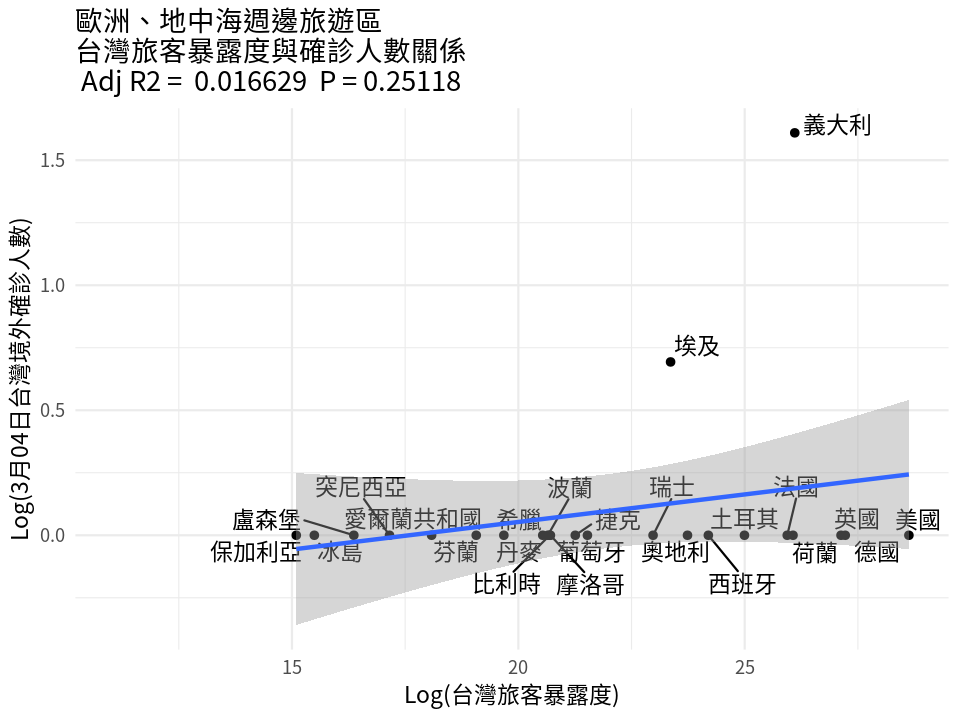 歐洲、地中海週邊旅遊區
台灣旅客暴露度與確診人數關係
Adj R2 = 0.016629 P = 0.25118
Log(3月04日台灣境外確診人數)
1.5
1.0
0.5
0.0
義大利
埃及
突尼西亞
波蘭
瑞士
法國
盧森堡
愛爾蘭共和國
希臘
捷克
土耳其
英國
美國
保加利亞
冰島
芬蘭
丹麥
葡萄牙
奧地利
荷蘭
德國
比利時
摩洛哥
西班牙
15
20
25
Log(台灣旅客暴露度)